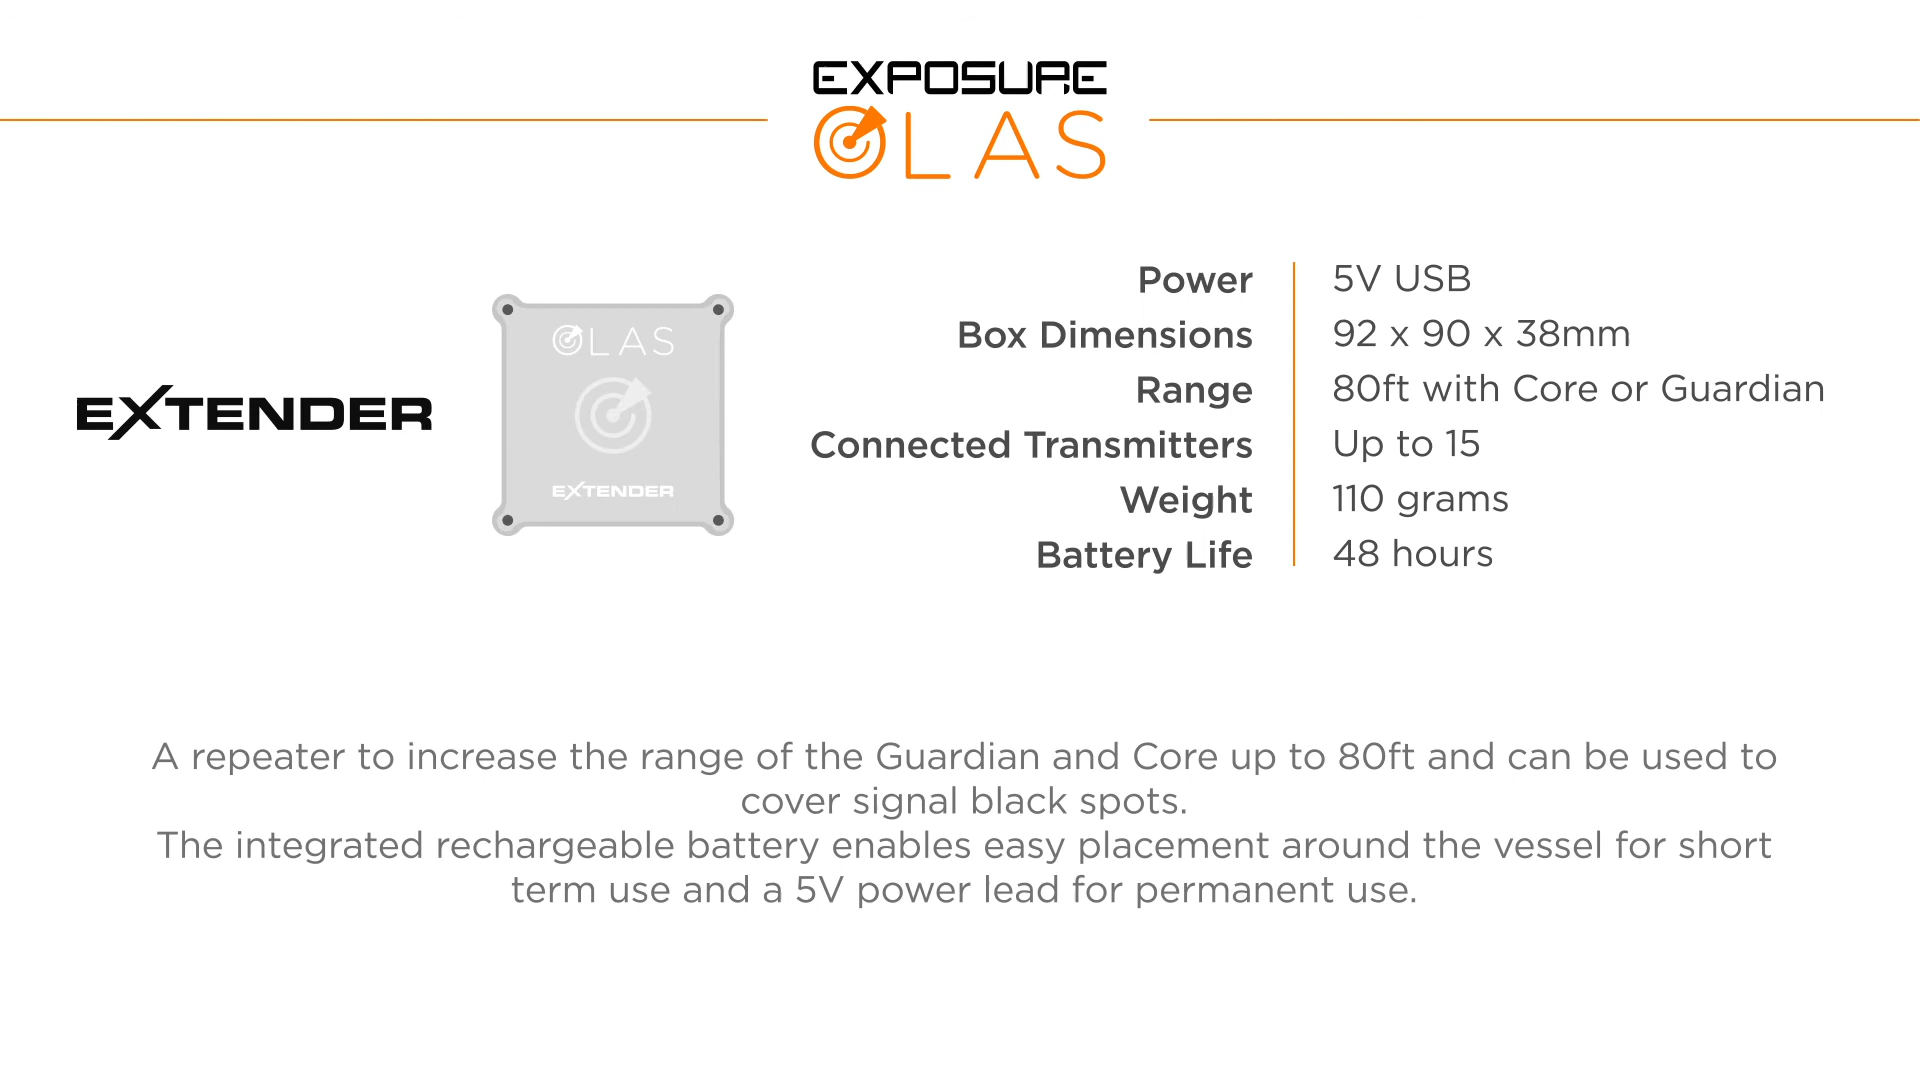 EXPOSURE
OLAS
EXTENDER
OLAS
EXTENDER
Power 5V USB
Box Dimensions 92 x 90 x 38mm
Range 80ft with Core or Guardian
Connected Transmitters Up to 15
Weight 110 grams
Battery Life 48 hours
A repeater to increase the range of the Guardian and Core up to 80ft and can be used to
cover signal black spots.
The integrated rechargeable battery enables easy placement around the vessel for short
term use and a 5V power lead for permanent use.